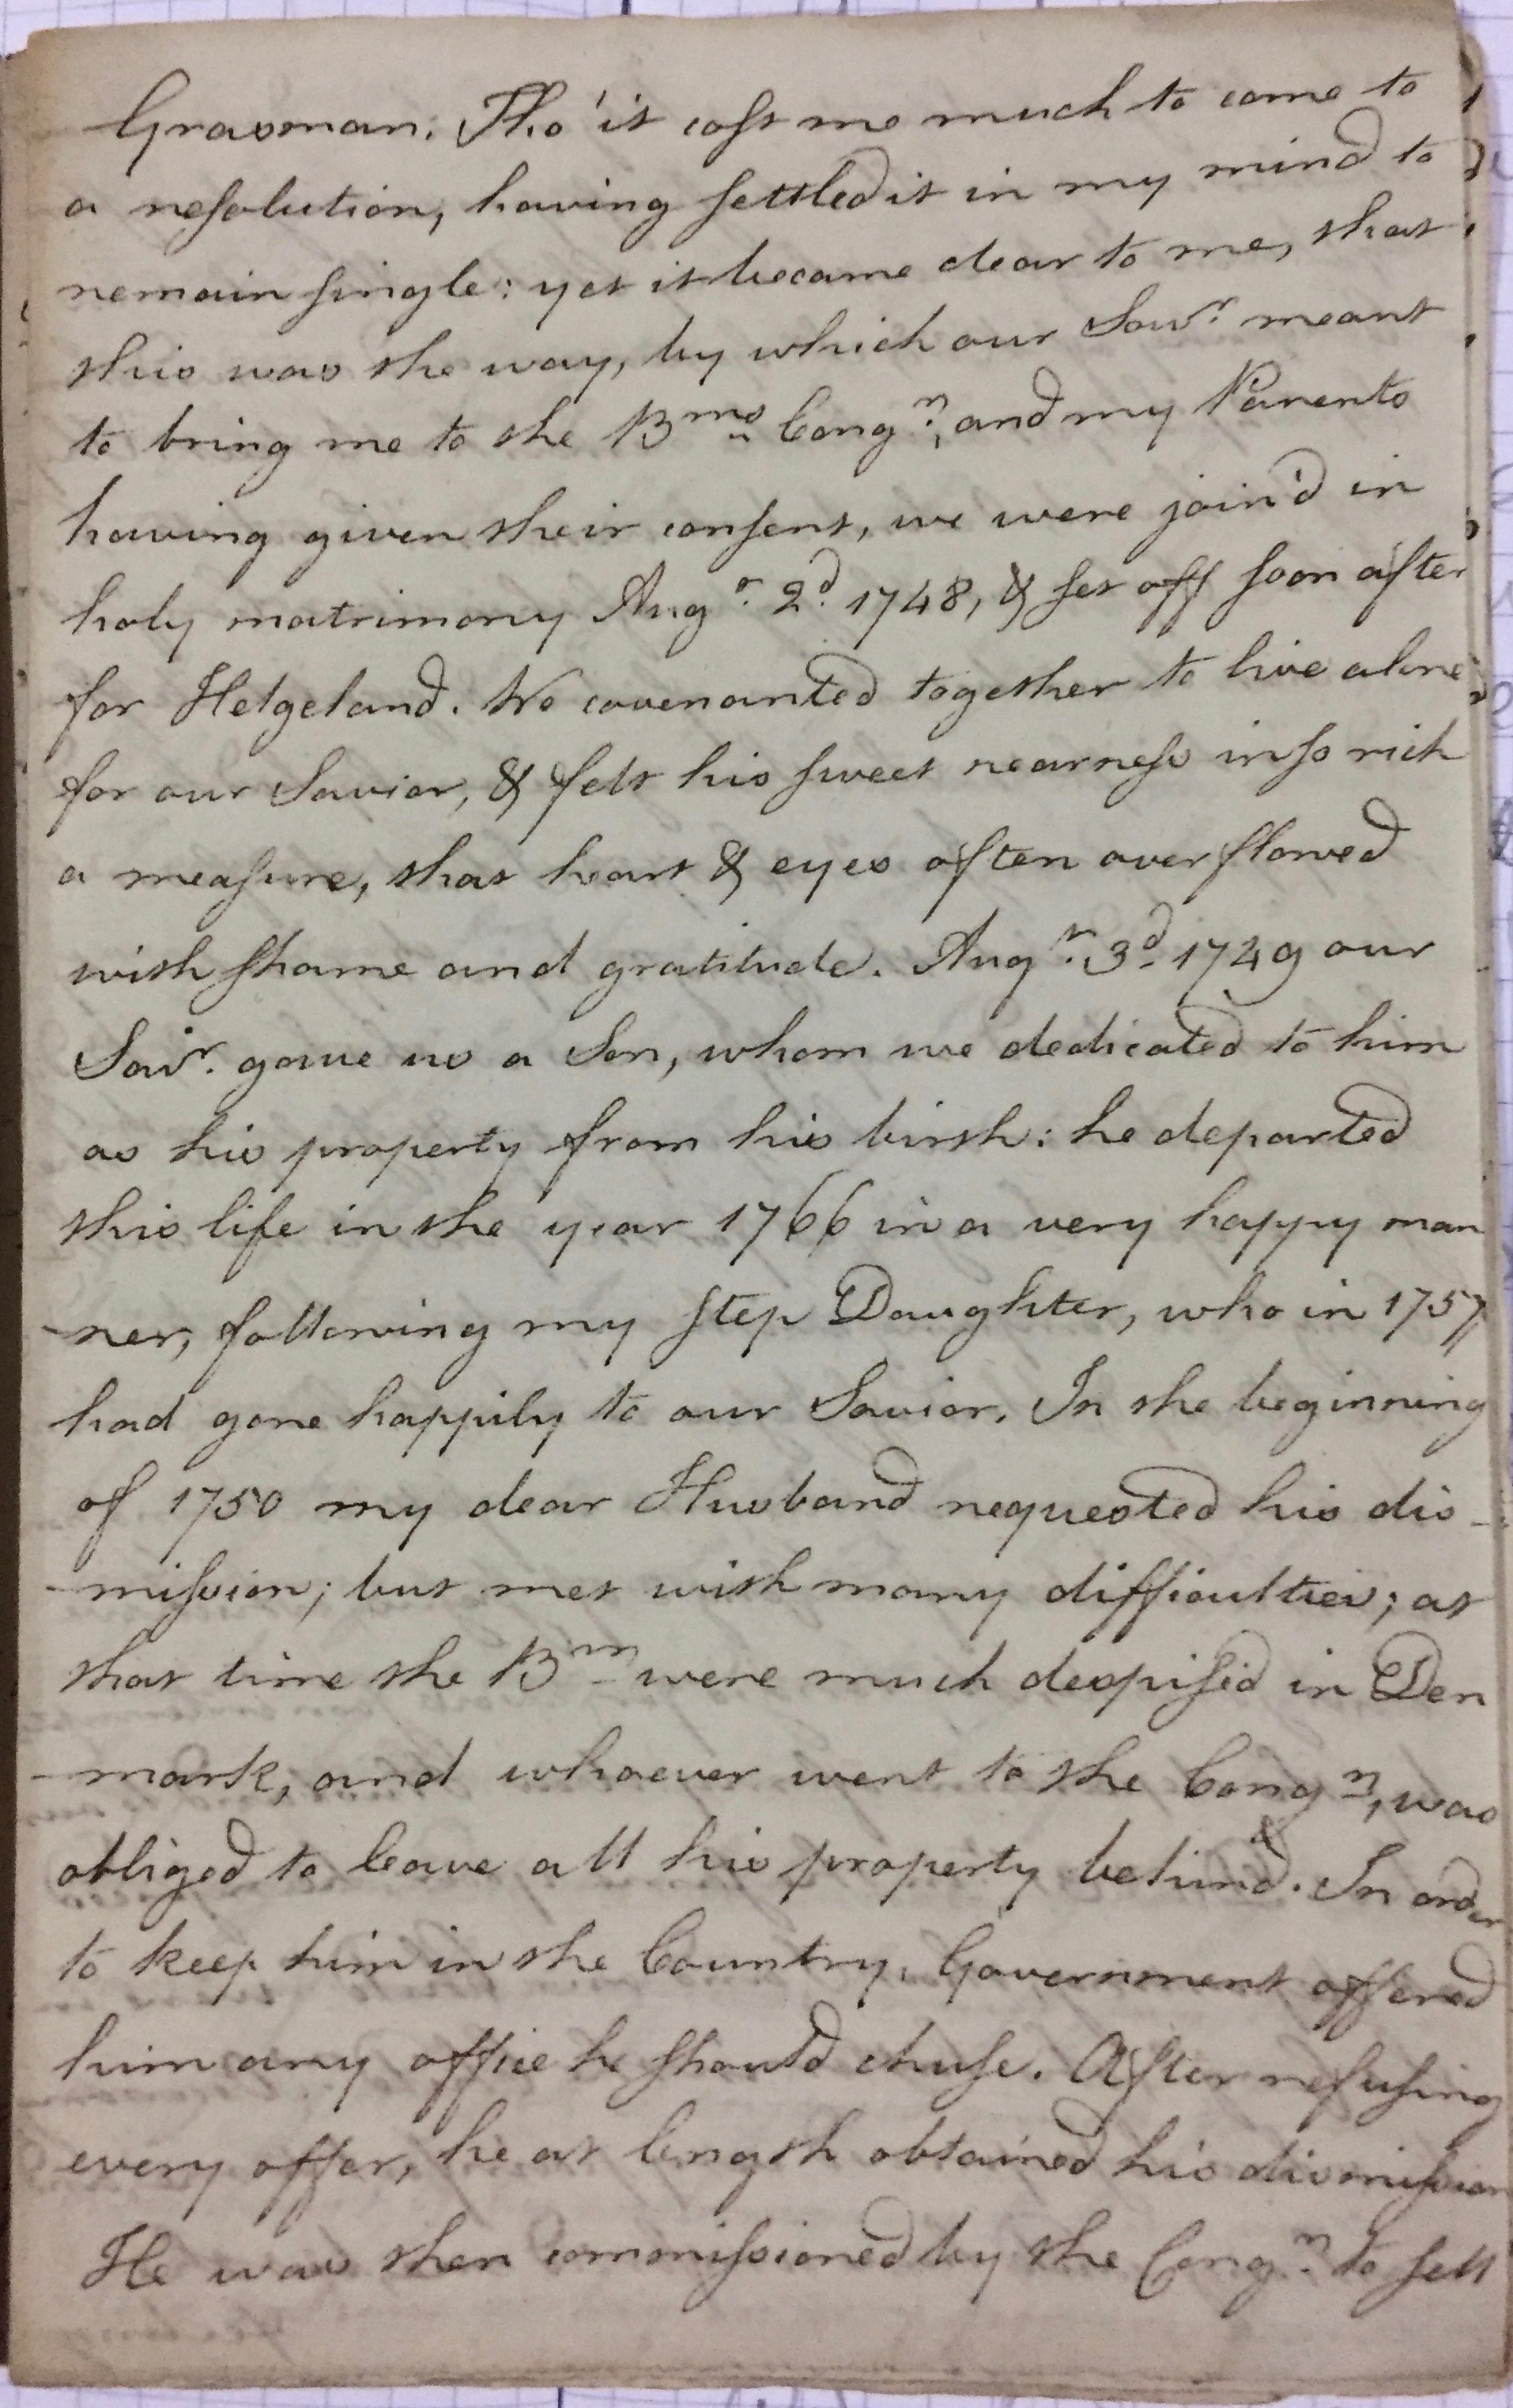 Grasman. Tho' it cost me much to come to
a resolution, having settled it in my mind to
remain single: yet it became clear to me, that
this was the way, by which our Savr. meant
to bring me to the Brns Congn, and my Parents
having given their consent, we were join'd in
holy matrimony Augt. 2d. 1748, & set off soon after
for Helgeland. We covenanted together to live alone
for our Savior, & felt his sweet nearness in so rich
a measure, that heart & eyes often overflowed
with shame and gratitude. Augt. 3d. 1749 our
Savr. gave us a Son, whom we dedicated to him
as his property from his birth: he departed
this life in the year 1766 in a very happy man
-ner, following my step Daughter, who in 1757
had gone happily to our Savior. In the beginning
of 1750 my dear Husband requested his dis-
-mission; but met with many difficulties; at
that time the Brn were much despised in Den
-mark, and whoever went to the Congn, was
obliged to leave all his property behind. In order
to keep him in the Country, Government offered
him any office he should chuse. After refusing
every offer, he at length obtained his dismission
He was then commissioned by the Congn. to sell